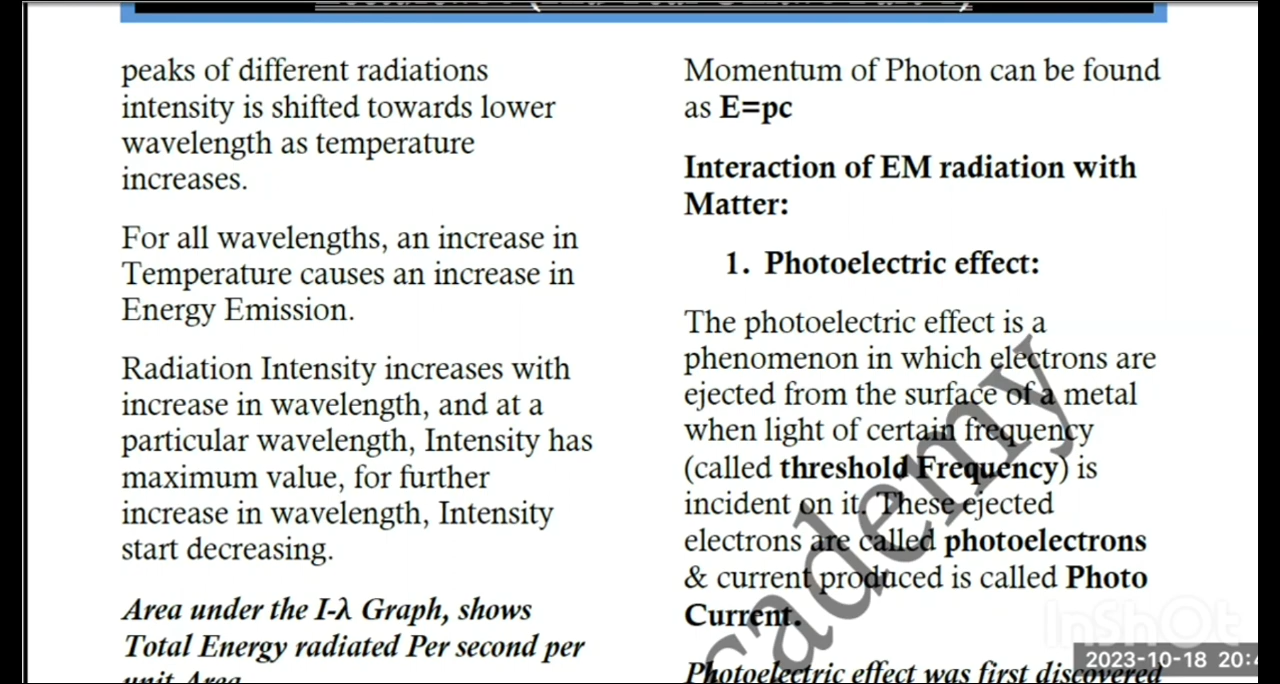 peaks of different radiations
intensity is shifted towards lower
wavelength as temperature
increases.
For all wavelengths, an increase in
Temperature causes an increase in
Energy Emission.
Radiation Intensity increases with
increase in wavelength, and at a
particular wavelength, Intensity has
maximum value, for further
increase in wavelength, Intensity
start decreasing.
Area under the I-λ Graph, shows
Total Energy radiated Per second per
unit Area
Momentum of Photon can be found
as E=pc
Interaction of EM radiation with
Matter:
1. Photoelectric effect:
The photoelectric effect is a
phenomenon in which electrons are
ejected from the surface of a metal
when light of certain frequency
(called threshold Frequency) is
incident on it. These ejected
electrons are called photoelectrons
& current produced is called Photo
Current.
Photoelectric effect was first discovered
cademy
InShOt
2023-10-18 20:4